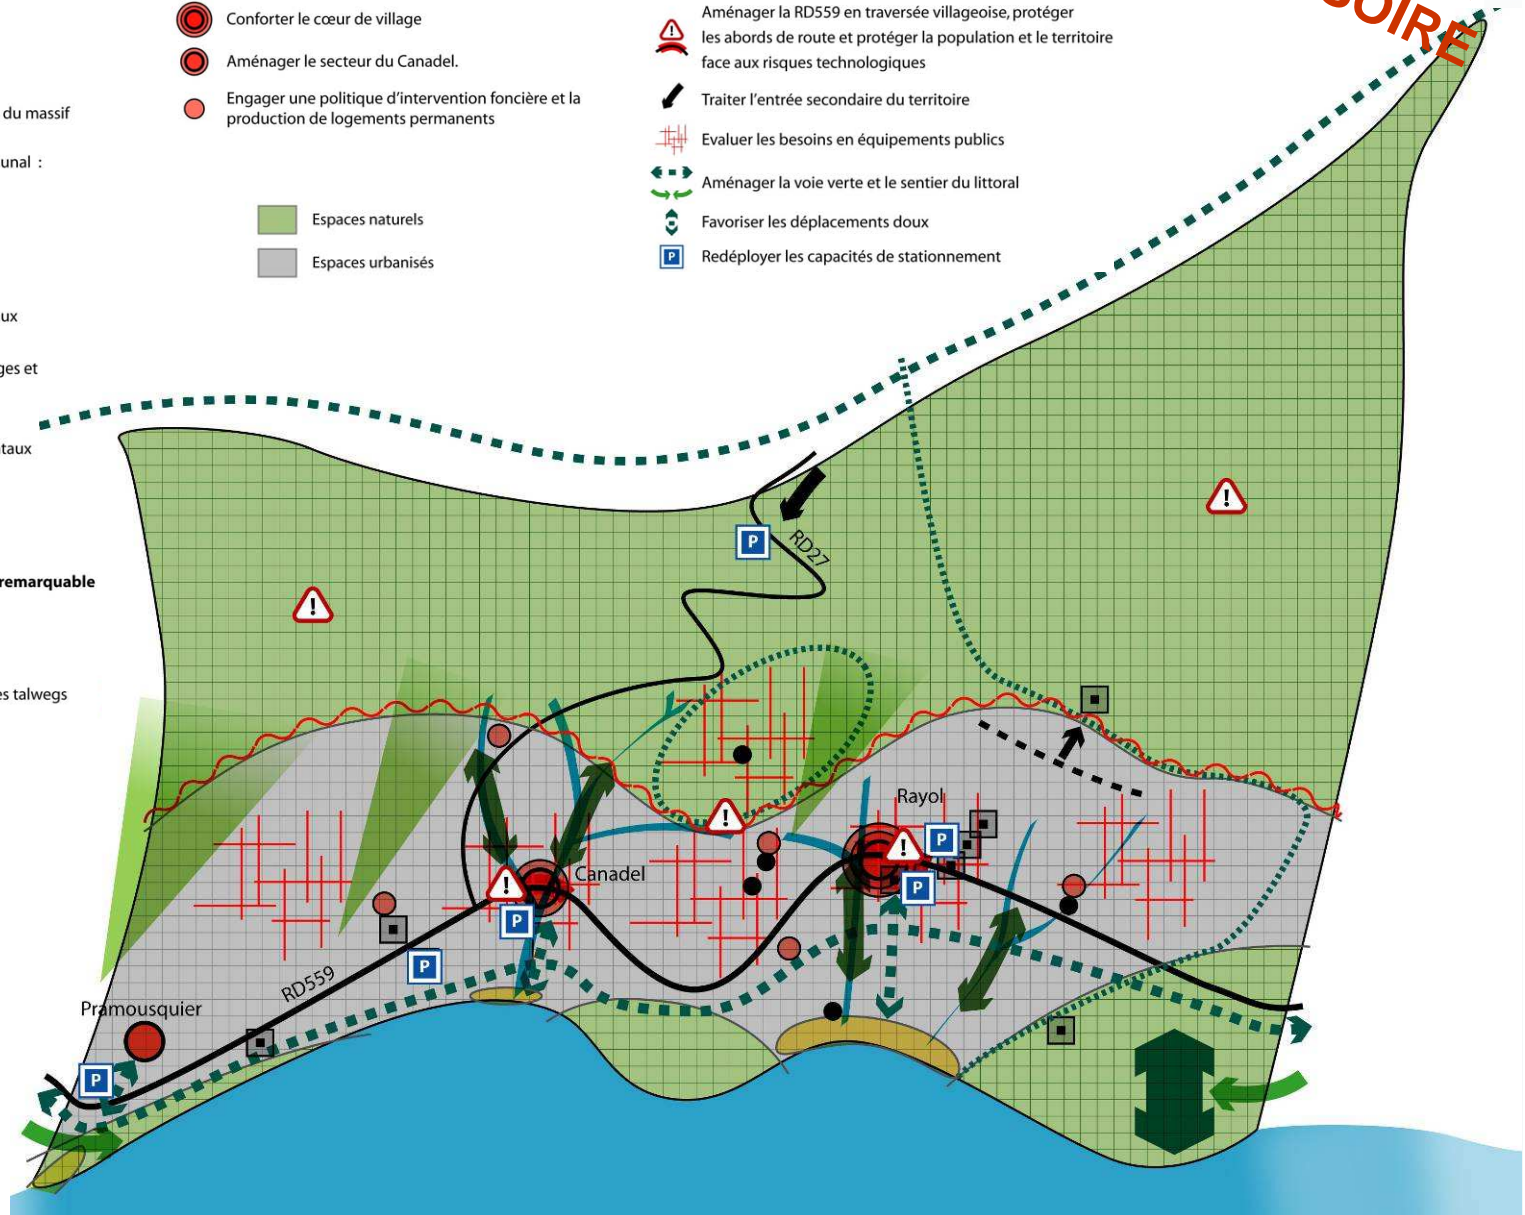 Conforter le cœur de village
Aménager le secteur du Canadel.
Engager une politique d'intervention foncière et la
production de logements permanents
Espaces naturels
Espaces urbanisés
Aménager la RD559 en traversée villageoise, protéger
les abords de route et protéger la population et le territoire
face aux risques technologiques
Traiter l'entrée secondaire du territoire
Evaluer les besoins en équipements publics
Aménager la voie verte et le sentier du littoral
Favoriser les déplacements doux
P Redéployer les capacités de stationnement
OIRE
du massif
unal :
ux
ges et
taux
remarquable
es talwegs
!
!
P
RD27
!
Rayol
!
P
P
Canadel
!
P
P
RD559
Pramousquier
P